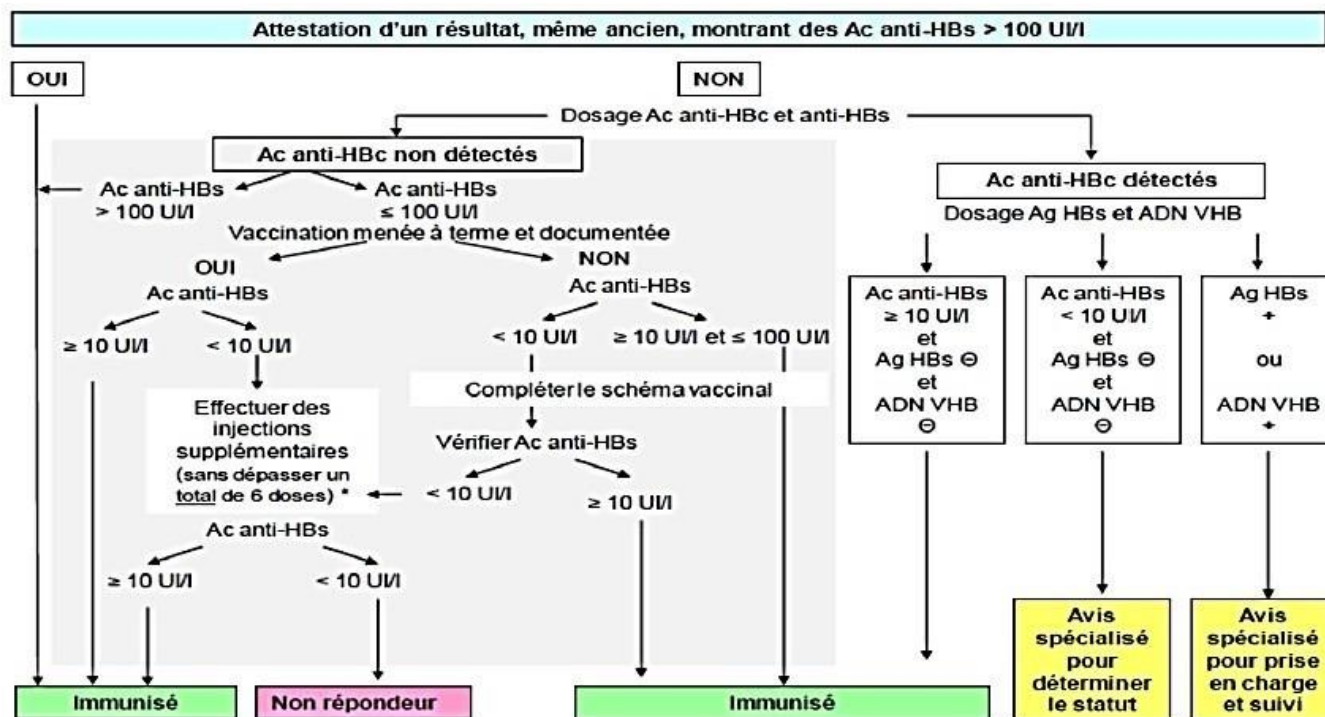 Attestation d'un résultat, même ancien, montrant des Ac anti-HBs > 100 UI/l
OUI
NON
Dosage Ac anti-HBc et anti-HBs
Ac anti-HBc non détectés
Ac anti-HBs
> 100 UI/l
Ac anti-HBs
≤ 100 UI/l
Vaccination menée à terme et documentée
OUI
Ac anti-HBs
≥ 10 UI/l
< 10 UI/l
Effectuer des
injections
supplémentaires
(sans dépasser un
total de 6 doses) *
Ac anti-HBs
≥ 10 UI/l
< 10 UI/l
NON
Ac anti-HBs
< 10 UI/l
≥ 10 UI/l et ≤ 100 UI/l
Compléter le schéma vaccinal
Vérifier Ac anti-HBs
< 10 UI/l
≥ 10 UI/l
Ac anti-HBc détectés
Dosage Ag HBs et ADN VHB
Ac anti-HBs
≥ 10 UI/l
et
Ag HBs ⊖
et
ADN VHB
⊖
Ac anti-HBs
< 10 UI/l
et
Ag HBs ⊖
et
ADN VHB
⊖
Ag HBs
+
ou
ADN VHB
+
Immunisé
Non répondeur
Immunisé
Avis
spécialisé
pour
déterminer
le statut
Avis
spécialisé
pour prise
en charge
et suivi